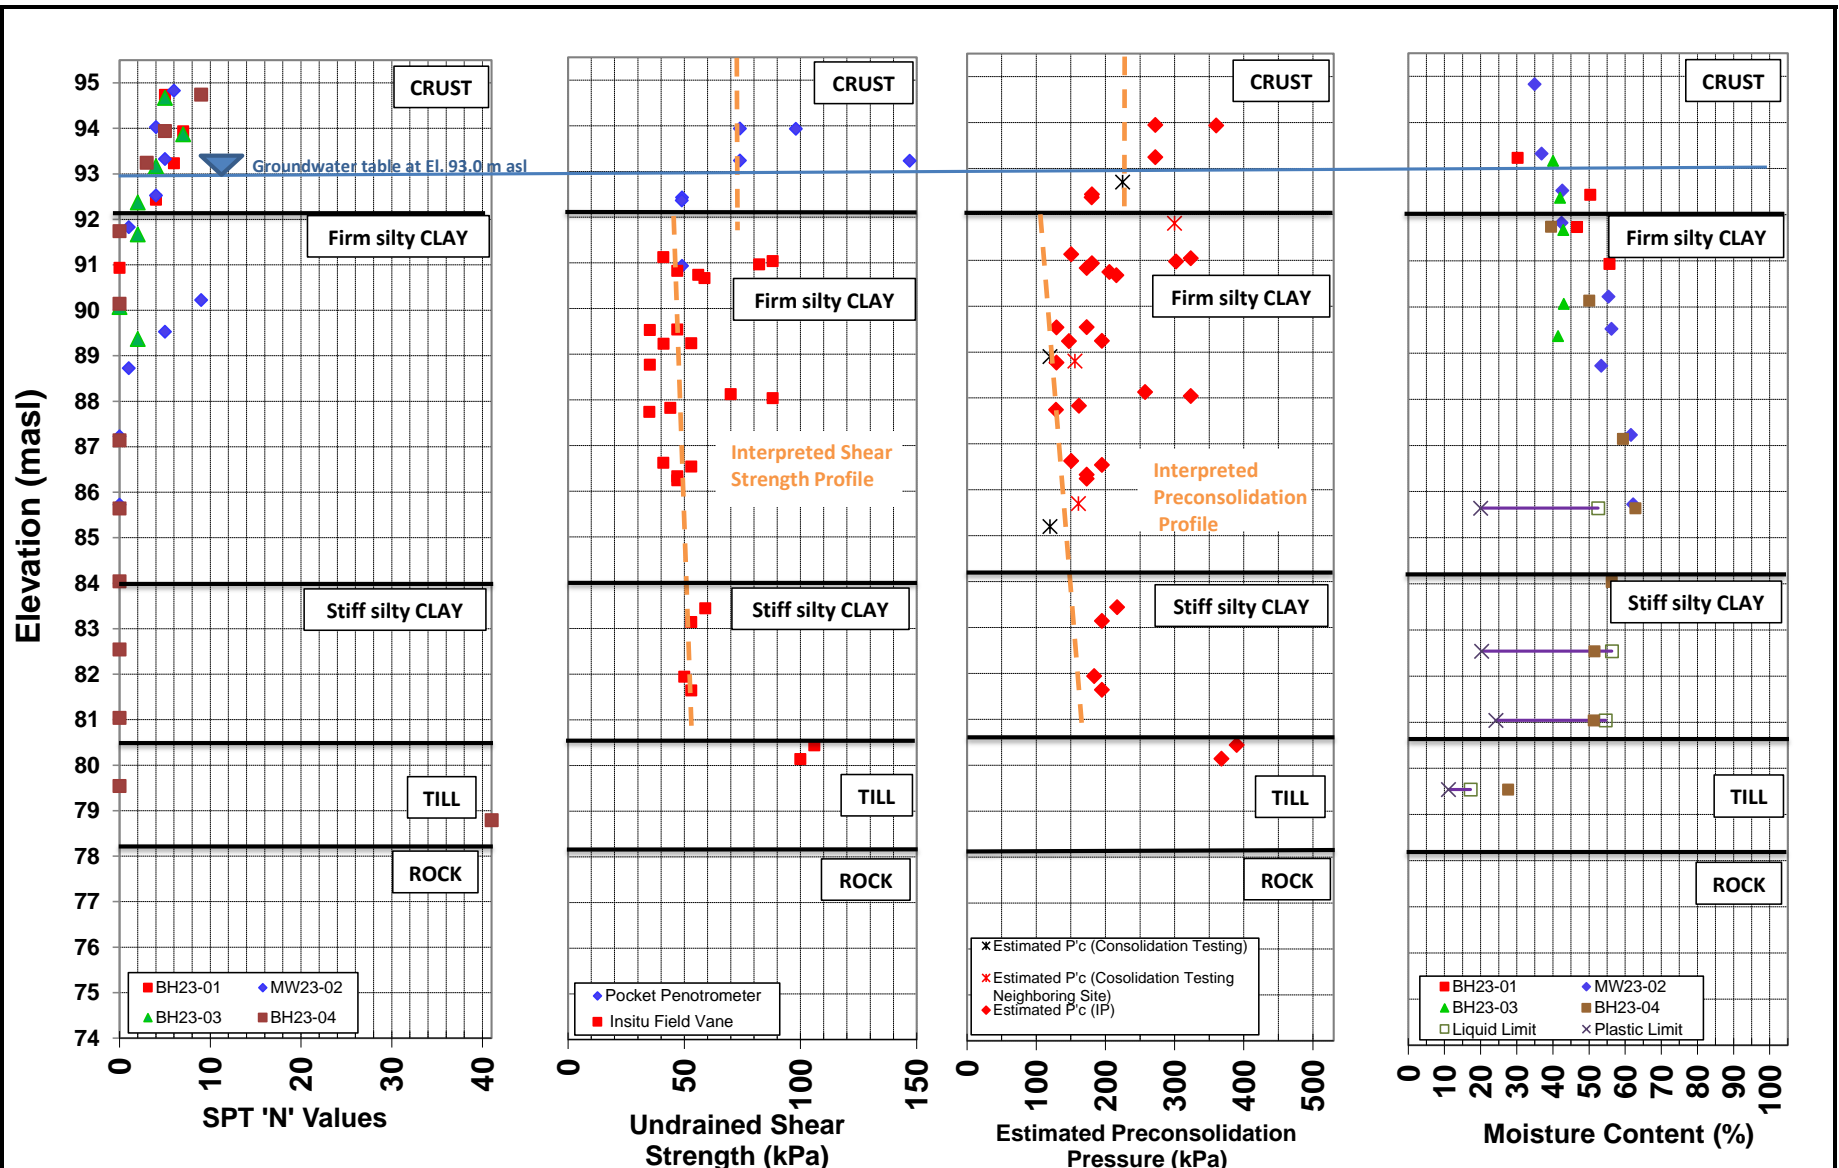 CRUST
CRUST
CRUST
CRUST
Groundwater table at El. 93.0 m asl
Firm silty CLAY
Firm silty CLAY
Firm silty CLAY
Firm silty CLAY
Interpreted Shear
Strength Profile
Interpreted
Preconsolidation
Profile
Stiff silty CLAY
Stiff silty CLAY
Stiff silty CLAY
Stiff silty CLAY
TILL
TILL
TILL
TILL
ROCK
ROCK
ROCK
ROCK
Elevation (masl)
95
94
93
92
91
90
89
88
87
86
85
84
83
82
81
80
79
78
77
76
75
74
BH23-01 MW23-02
BH23-03 BH23-04
0 10 20 30 40
SPT 'N' Values
Pocket Penotrometer
Insitu Field Vane
0 50 100 150
Undrained Shear
Strength (kPa)
Estimated P'c (Consolidation Testing)
Estimated P'c (Cosolidation Testing
Neighboring Site)
Estimated P'c (IP)
0 100 200 300 400 500
Estimated Preconsolidation
Pressure (kPa)
BH23-01 MW23-02
BH23-03 BH23-04
Liquid Limit Plastic Limit
0 10 20 30 40 50 60 70 80 90 100
Moisture Content (%)